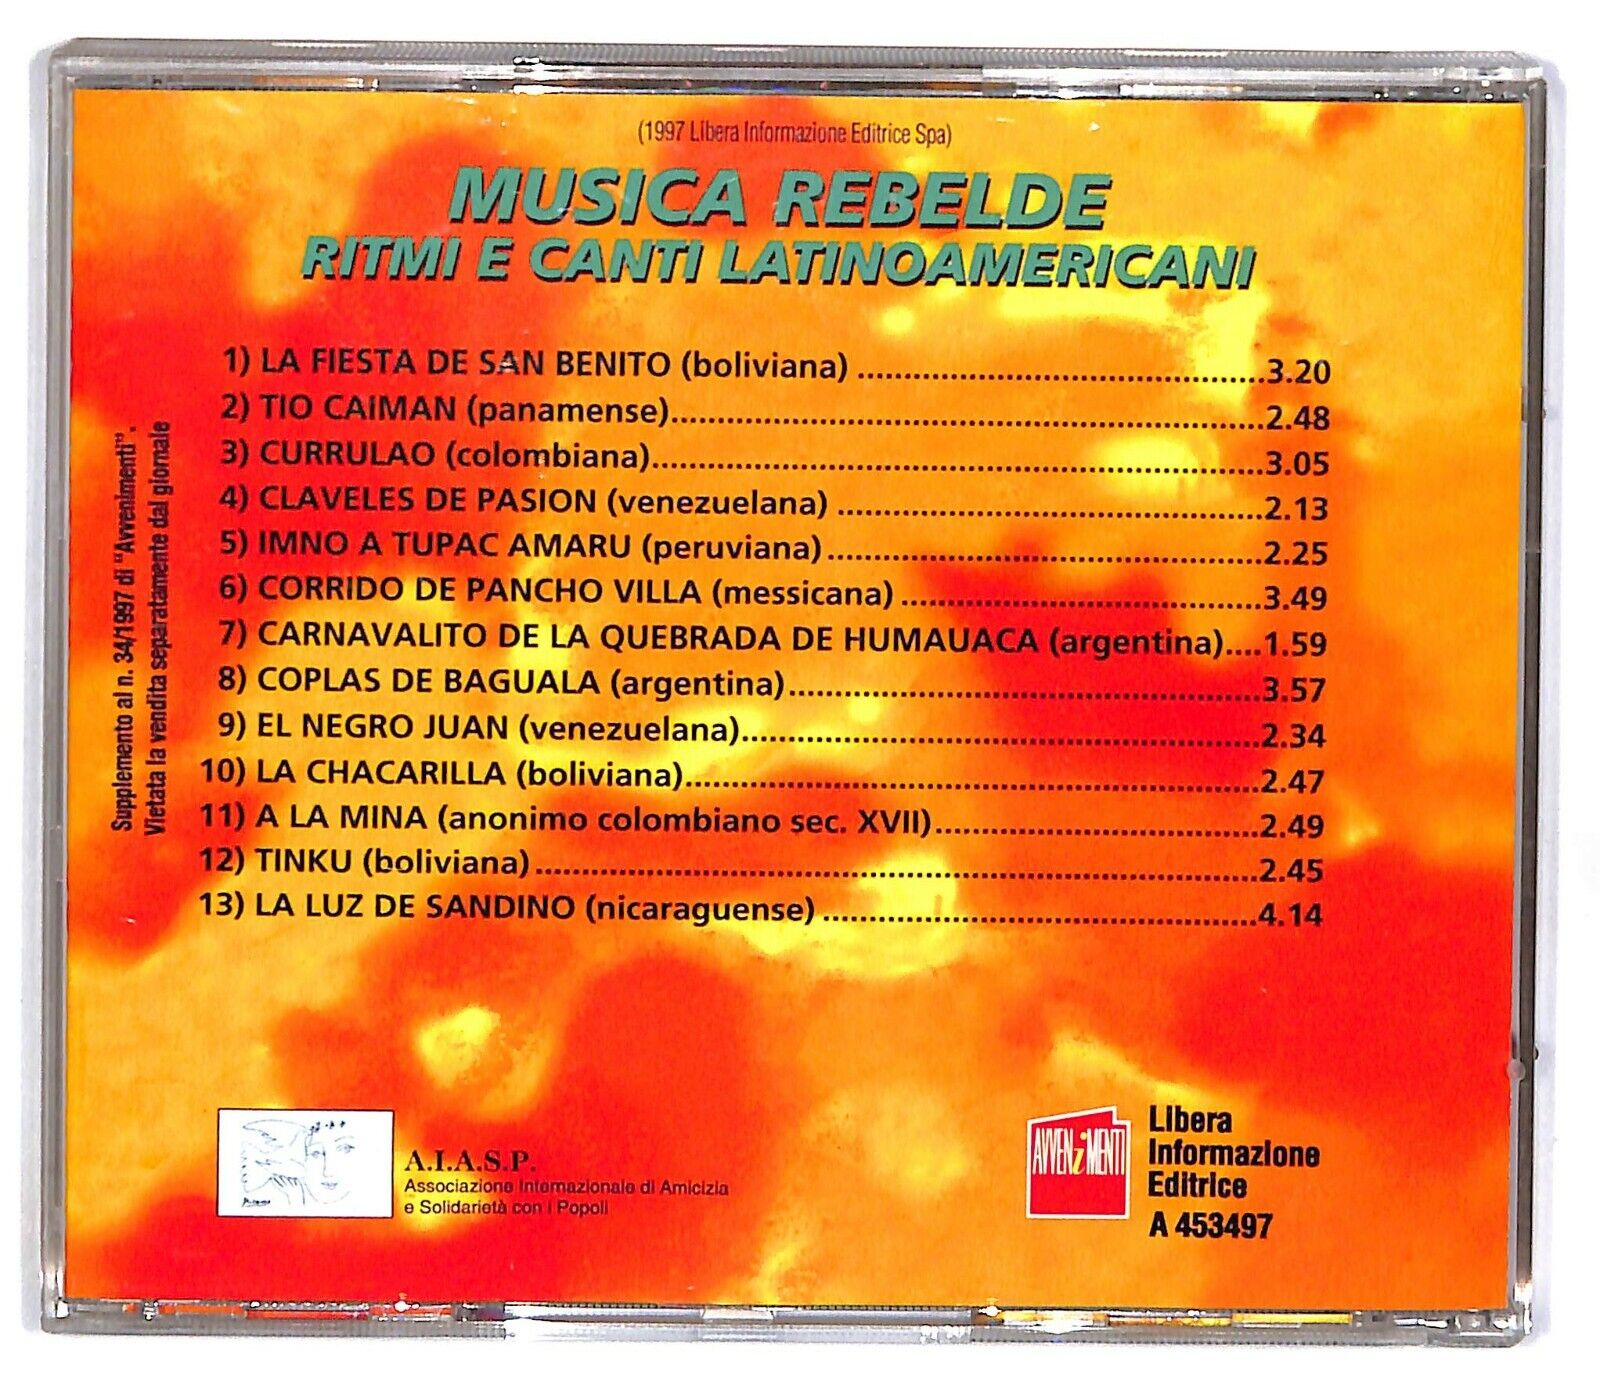 (1997 Libera Informazione Editrice Spa)
MUSICA REBELDE
RITMI E CANTI LATINOAMERICANI
1) LA FIESTA DE SAN BENITO (boliviana) ..........................................3.20
2) TIO CAIMAN (panamense)..............................................................2.48
3) CURRULAO (colombiana)................................................................3.05
4) CLAVELES DE PASION (venezuelana) ............................................2.13
5) IMNO A TUPAC AMARU (peruviana).............................................2.25
6) CORRIDO DE PANCHO VILLA (messicana) .....................................3.49
7) CARNAVALITO DE LA QUEBRADA DE HUMAUACA (argentina)....1.59
8) COPLAS DE BAGUALA (argentina).................................................3.57
9) EL NEGRO JUAN (venezuelana)......................................................2.34
10) LA CHACARILLA (boliviana)............................................................2.47
11) A LA MINA (anonimo colombiano sec. XVII)..................................2.49
12) TINKU (boliviana) ...........................................................................2.45
13) LA LUZ DE SANDINO (nicaraguense) .............................................4.14
Supplemento al n. 34/1997 di "Avvenimenti".
Vietata la vendita separatamente dal giornale
A.I.A.S.P.
Associazione Internazionale di Amicizia
e Solidarietà con i Popoli
AVVENiMENTI
Libera
Informazione
Editrice
A 453497